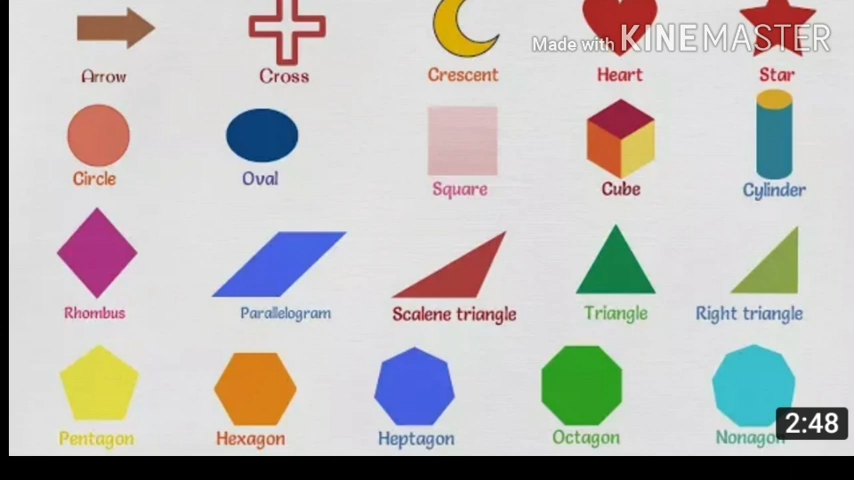 Made with KINEMASTER
Arrow Cross Crescent Heart Star
Circle Oval Square Cube Cylinder
Rhombus Parallelogram Scalene triangle Triangle Right triangle
Pentagon Hexagon Heptagon Octagon Nonagon
2:48